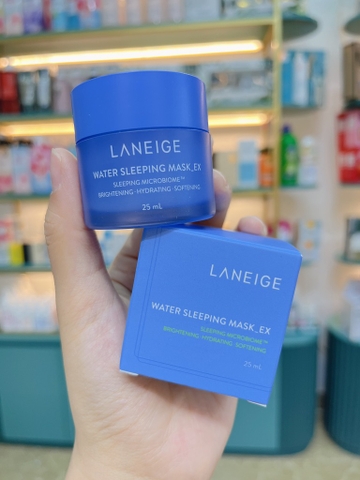 LANEIGE
WATER SLEEPING MASK_EX
SLEEPING MICROBIOME™
BRIGHTENING·HYDRATING·SOFTENING
25 mL
LANEIGE
WATER SLEEPING MASK_EX
SLEEPING MICROBIOME™
BRIGHTENING·HYDRATING·SOFTENING
25 mL